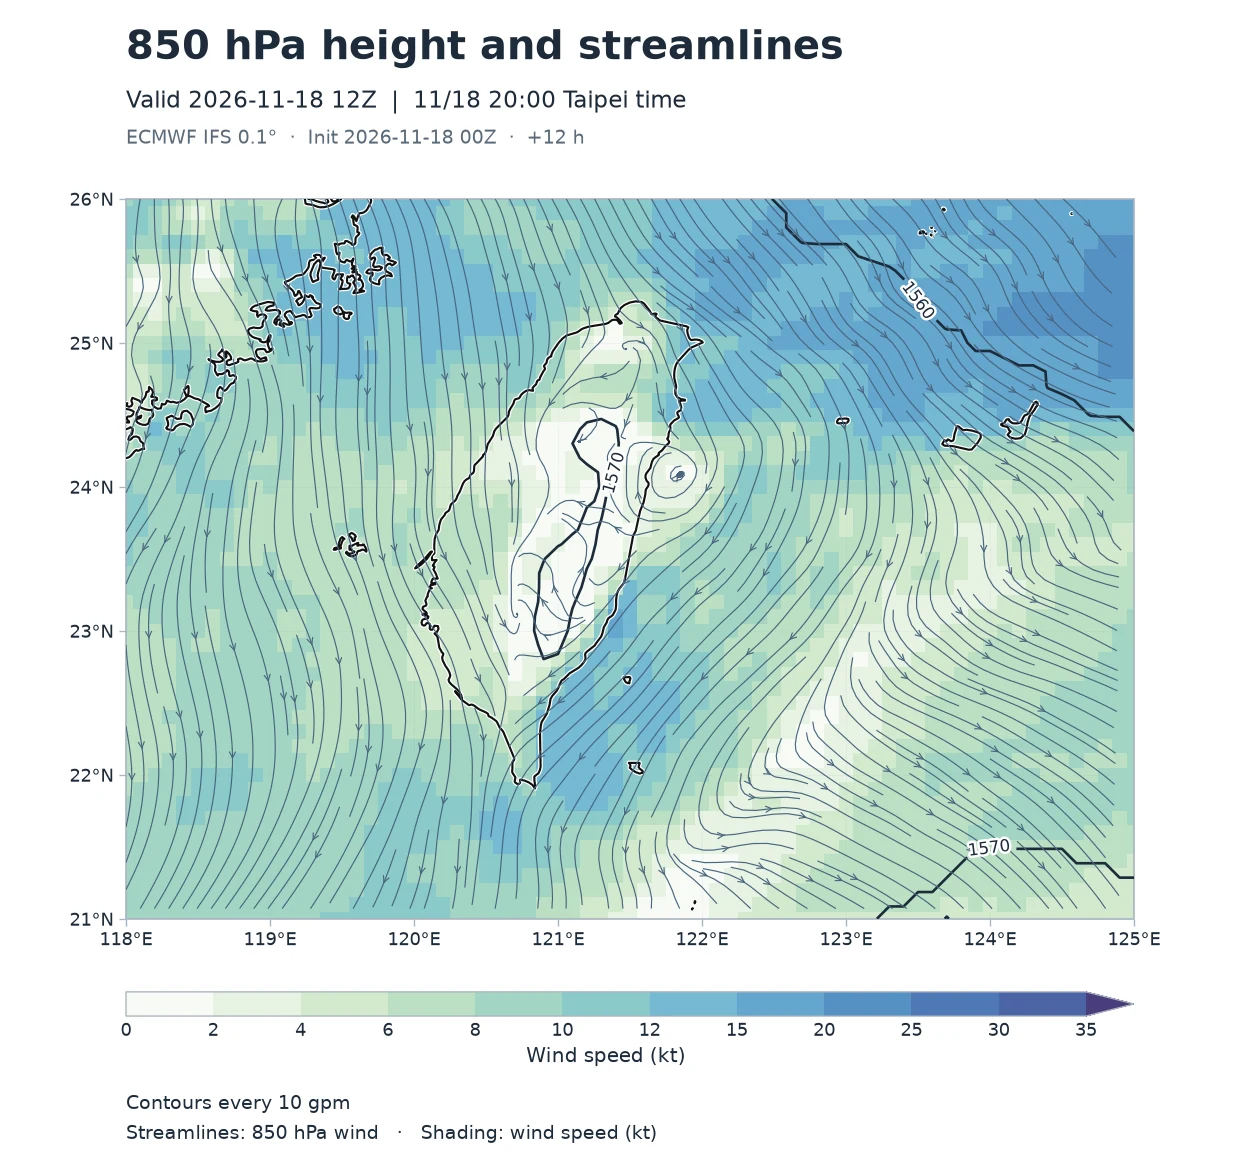 850 hPa height and streamlines
Valid 2026-11-18 12Z | 11/18 20:00 Taipei time
ECMWF IFS 0.1° · Init 2026-11-18 00Z · +12 h
26°N
1560
25°N
1570
24°N
23°N
22°N
1570
21°N
118°E 119°E 120°E 121°E 122°E 123°E 124°E 125°E
0 2 4 6 8 10 12 15 20 25 30 35
Wind speed (kt)
Contours every 10 gpm
Streamlines: 850 hPa wind · Shading: wind speed (kt)